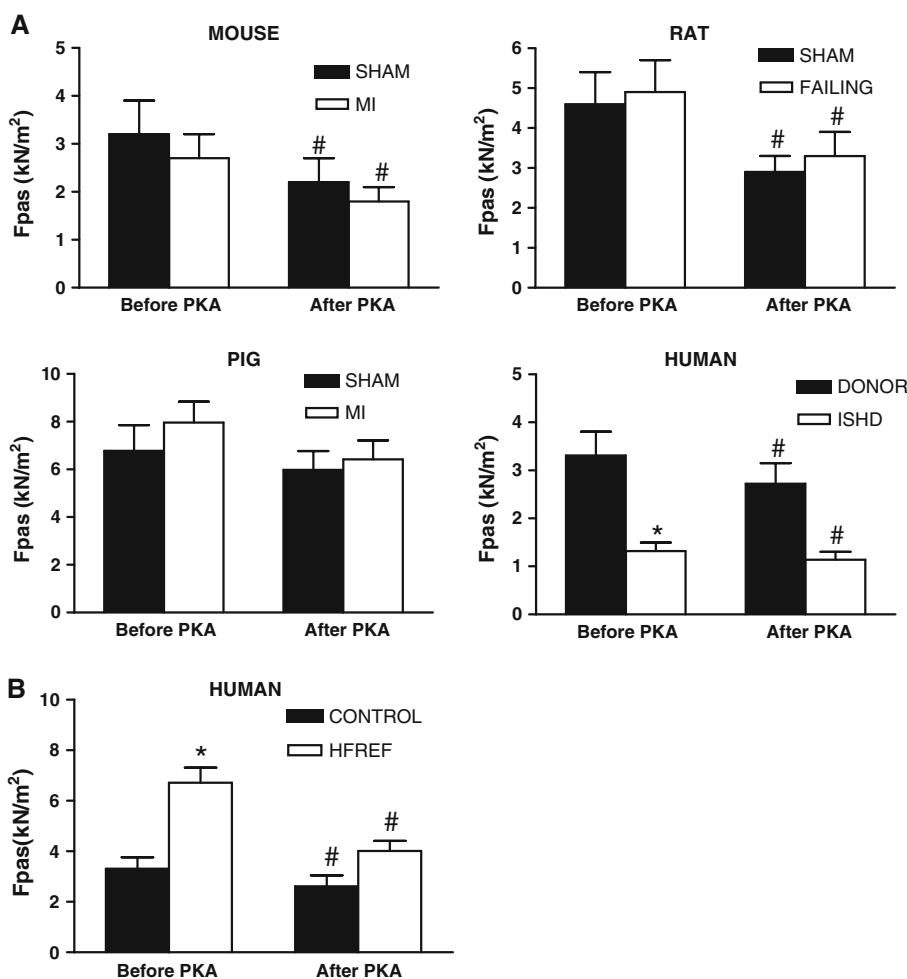 A
MOUSE
SHAM
MI
Fpas (kN/m²)
5
4
3
2
1
0
# #
Before PKA After PKA
RAT
SHAM
FAILING
Fpas (kN/m²)
6
5
4
3
2
1
0
# #
Before PKA After PKA
PIG
SHAM
MI
Fpas (kN/m²)
10
8
6
4
2
0
Before PKA After PKA
HUMAN
DONOR
ISHD
Fpas (kN/m²)
5
4
3
2
1
0
* # #
Before PKA After PKA
B
HUMAN
CONTROL
HFREF
Fpas(kN/m²)
10
8
6
4
2
0
* # #
Before PKA After PKA